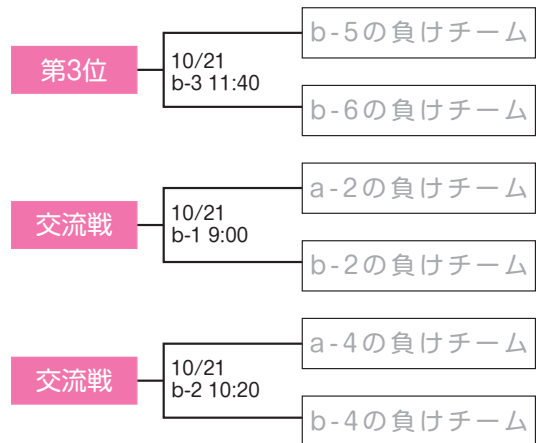 b-5の負けチーム
第3位
10/21
b-3 11:40
b-6の負けチーム
a-2の負けチーム
交流戦
10/21
b-1 9:00
b-2の負けチーム
a-4の負けチーム
交流戦
10/21
b-2 10:20
b-4の負けチーム